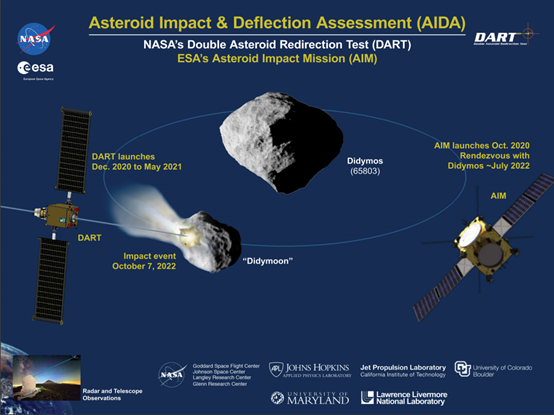 Asteroid Impact & Deflection Assessment (AIDA)
NASA's Double Asteroid Redirection Test (DART)
ESA's Asteroid Impact Mission (AIM)
NASA
esa
European Space Agency
DART
Double Asteroid Redirection Test
DART launches
Dec. 2020 to May 2021
Didymos
(65803)
AIM launches Oct. 2020
Rendezvous with
Didymos ~July 2022
AIM
DART
Impact event
October 7, 2022
"Didymoon"
Radar and Telescope
Observations
NASA
Goddard Space Flight Center
Johnson Space Center
Langley Research Center
Glenn Research Center
APL
JOHNS HOPKINS
APPLIED PHYSICS LABORATORY
Jet Propulsion Laboratory
California Institute of Technology
CU
University of Colorado
Boulder
UNIVERSITY OF
MARYLAND
Lawrence Livermore
National Laboratory